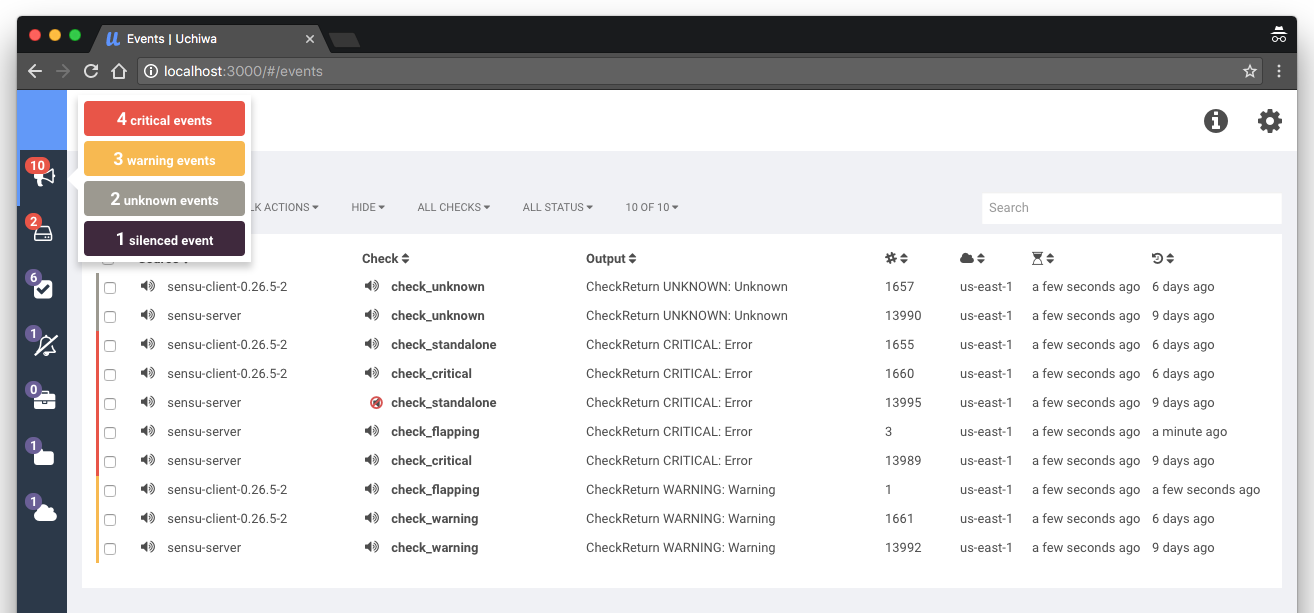 Events | Uchiwa
localhost:3000/#/events
4 critical events
3 warning events
2 unknown events
1 silenced event
10
2
6
1
0
1
1
LK ACTIONS HIDE ALL CHECKS ALL STATUS 10 OF 10 Search
Check Output
sensu-client-0.26.5-2 check_unknown CheckReturn UNKNOWN: Unknown 1657 us-east-1 a few seconds ago 6 days ago
sensu-server check_unknown CheckReturn UNKNOWN: Unknown 13990 us-east-1 a few seconds ago 9 days ago
sensu-client-0.26.5-2 check_standalone CheckReturn CRITICAL: Error 1655 us-east-1 a few seconds ago 6 days ago
sensu-client-0.26.5-2 check_critical CheckReturn CRITICAL: Error 1660 us-east-1 a few seconds ago 6 days ago
sensu-server check_standalone CheckReturn CRITICAL: Error 13995 us-east-1 a few seconds ago 9 days ago
sensu-server check_flapping CheckReturn CRITICAL: Error 3 us-east-1 a few seconds ago a minute ago
sensu-server check_critical CheckReturn CRITICAL: Error 13989 us-east-1 a few seconds ago 9 days ago
sensu-client-0.26.5-2 check_flapping CheckReturn WARNING: Warning 1 us-east-1 a few seconds ago a few seconds ago
sensu-client-0.26.5-2 check_warning CheckReturn WARNING: Warning 1661 us-east-1 a few seconds ago 6 days ago
sensu-server check_warning CheckReturn WARNING: Warning 13992 us-east-1 a few seconds ago 9 days ago